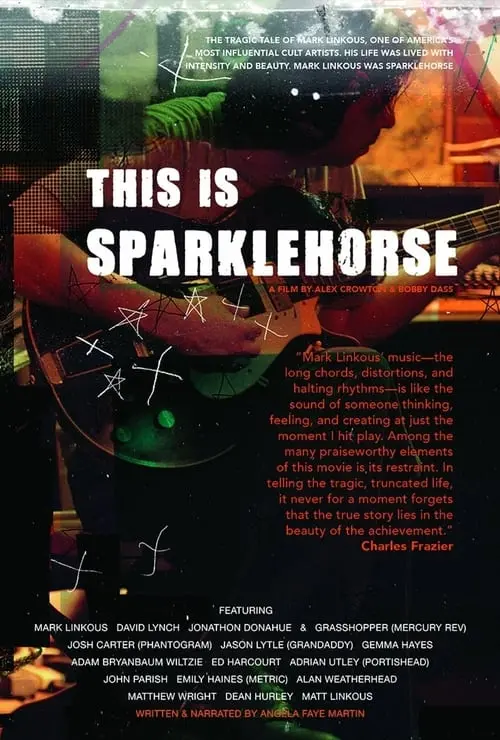 THE TRAGIC TALE OF MARK LINKOUS, ONE OF AMERICA'S
MOST INFLUENTIAL CULT ARTISTS. HIS LIFE WAS LIVED WITH
INTENSITY AND BEAUTY. MARK LINKOUS WAS SPARKLEHORSE
THIS IS
SPARKLEHORSE
A FILM BY ALEX CROWTON & BOBBY DASS
"Mark Linkous' music—the
long chords, distortions, and
halting rhythms—is like the
sound of someone thinking,
feeling, and creating at just the
moment I hit play. Among the
many praiseworthy elements
of this movie is its restraint. In
telling the tragic, truncated life,
it never for a moment forgets
that the true story lies in the
beauty of the achievement."
Charles Frazier
FEATURING
MARK LINKOUS DAVID LYNCH JONATHON DONAHUE & GRASSHOPPER (MERCURY REV)
JOSH CARTER (PHANTOGRAM) JASON LYTLE (GRANDADDY) GEMMA HAYES
ADAM BRYANBAUM WILTZIE ED HARCOURT ADRIAN UTLEY (PORTISHEAD)
JOHN PARISH EMILY HAINES (METRIC) ALAN WEATHERHEAD
MATTHEW WRIGHT DEAN HURLEY MATT LINKOUS
WRITTEN & NARRATED BY ANGELA FAYE MARTIN